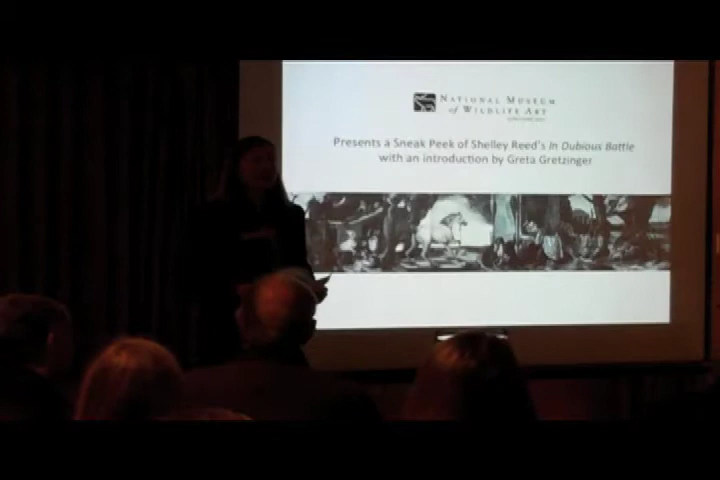 NATIONAL MUSEUM
of WILDLIFE ART
Presents a Sneak Peek of Shelley Reed's In Dubious Battle
with an introduction by Greta Gretzinger